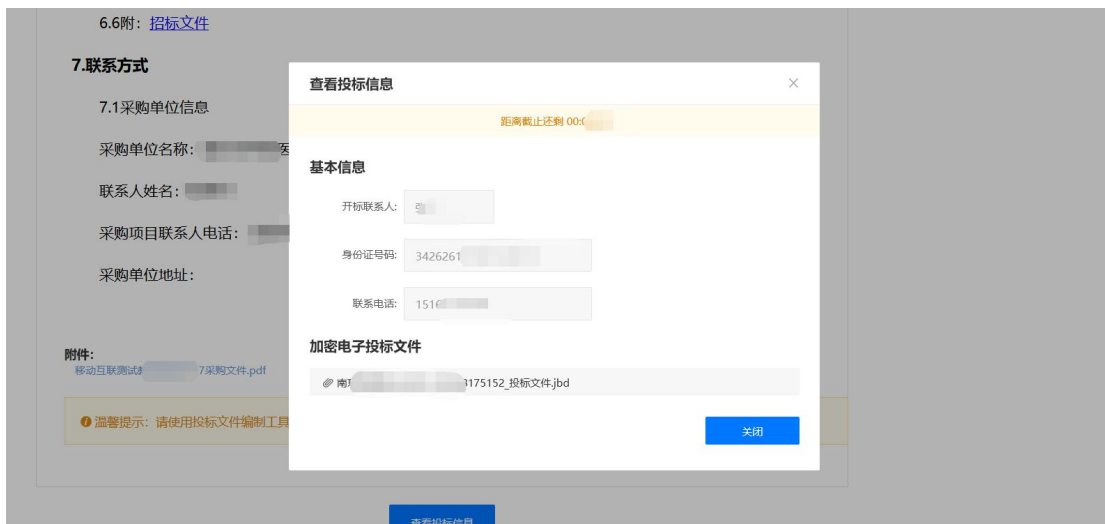 6.6附：招标文件
7.联系方式
7.1采购单位信息
采购单位名称：医
联系人姓名：
采购项目联系人电话：
采购单位地址：
附件：
移动互联测试 7采购文件.pdf
温馨提示：请使用投标文件编制工具
查看投标信息
距离截止还剩 00:
基本信息
开标联系人:
身份证号码: 3426261
联系电话: 151
加密电子投标文件
南 175152_投标文件.jbd
关闭
查看投标信息